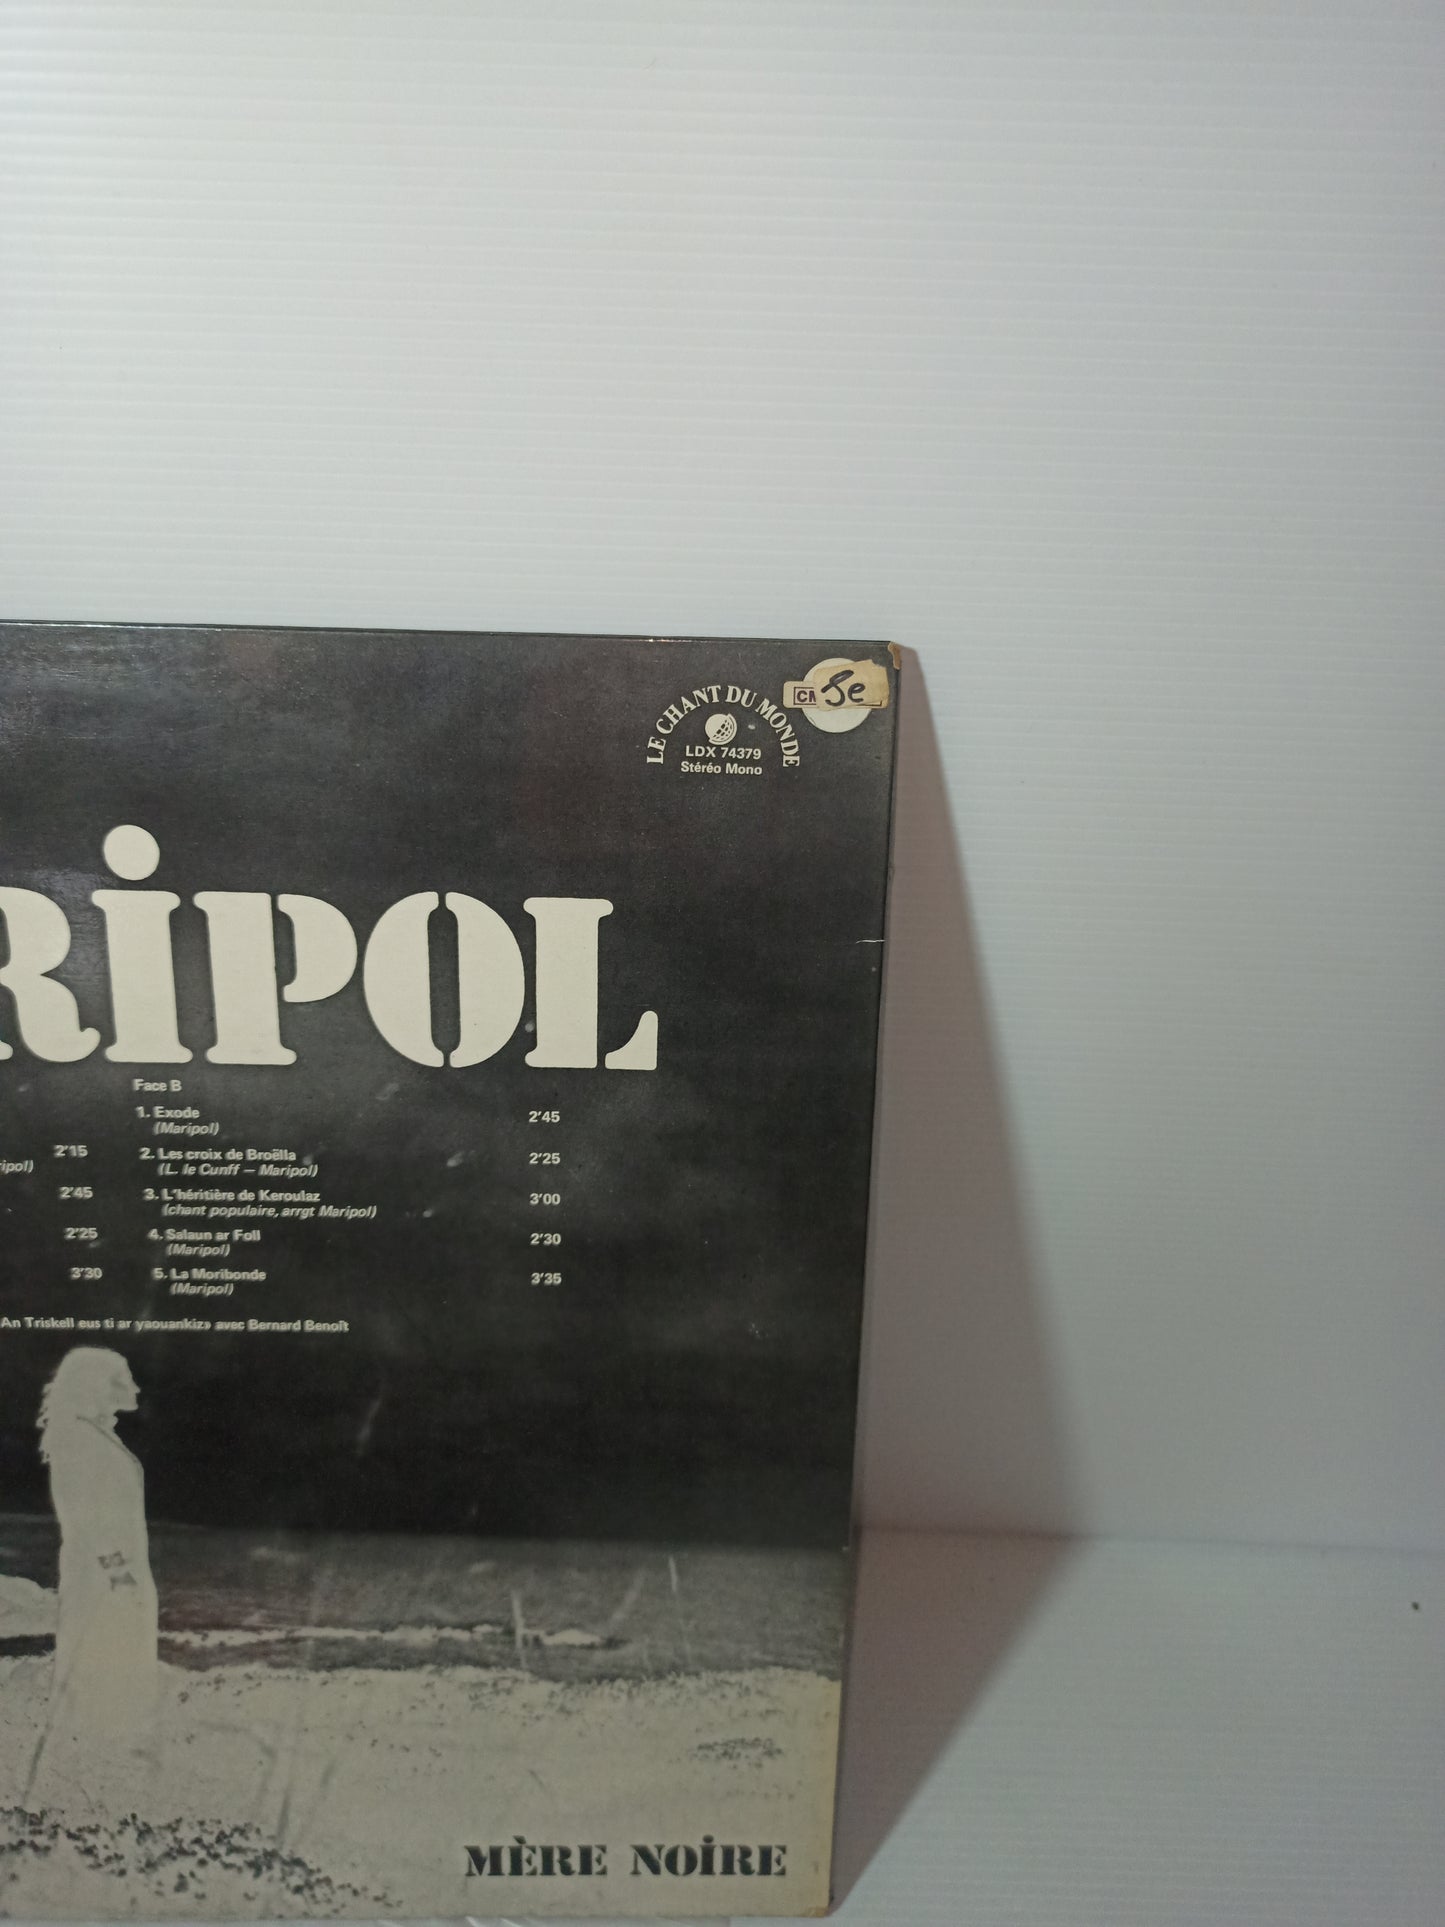 LE CHANT DU MONDE
LDX 74379
Stéréo Mono
CM
5e
RiPOL
Face B
1. Exode 2'45
(Maripol)
2'15
2. Les croix de Broëlla 2'25
ripol)
(L. le Cunff — Maripol)
2'45
3. L'héritière de Keroulaz 3'00
(chant populaire, arrgt Maripol)
2'25
4. Salaun ar Foll 2'30
(Maripol)
3'30
5. La Moribonde 3'35
(Maripol)
An Triskell eus ti ar yaouankiz» avec Bernard Benoît
MÈRE NOiRE